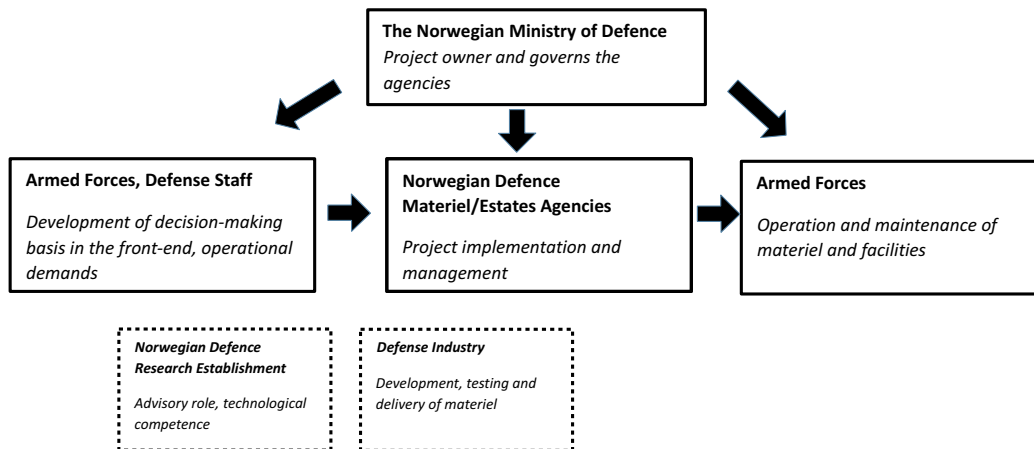 The Norwegian Ministry of Defence
Project owner and governs the
agencies
Armed Forces, Defense Staff
Development of decision-making
basis in the front-end, operational
demands
Norwegian Defence
Materiel/Estates Agencies
Project implementation and
management
Armed Forces
Operation and maintenance of
materiel and facilities
Norwegian Defence
Research Establishment
Advisory role, technological
competence
Defense Industry
Development, testing and
delivery of materiel